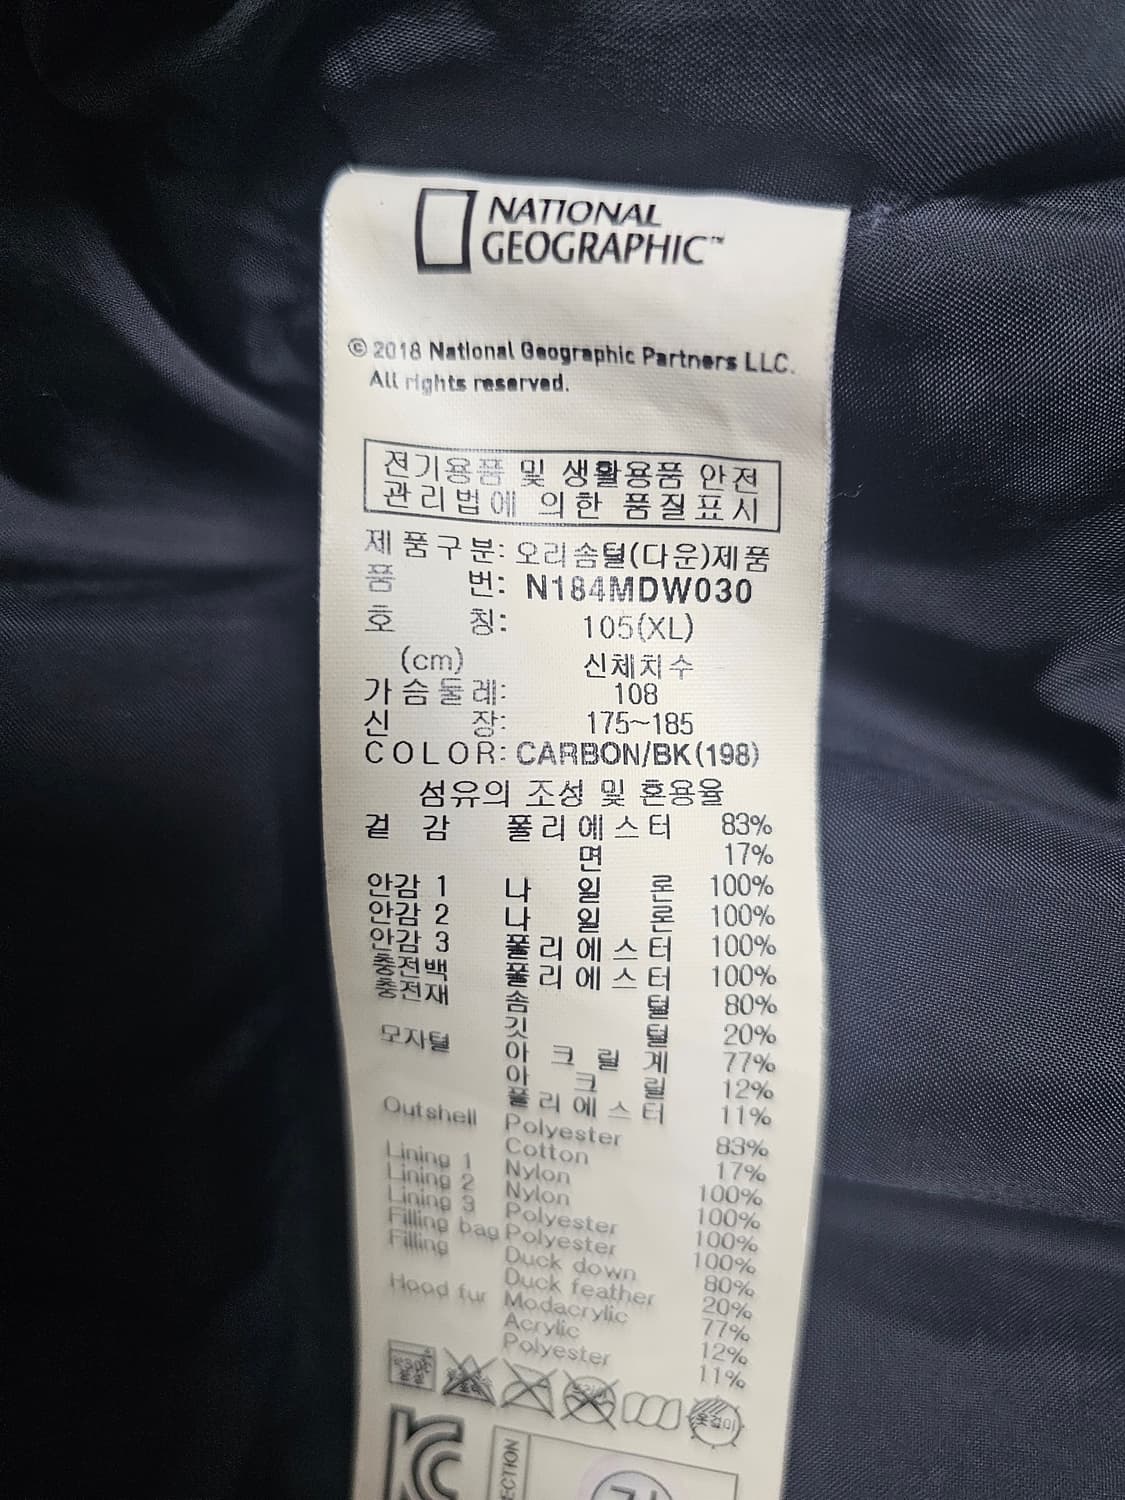 NATIONAL
GEOGRAPHIC™
© 2018 National Geographic Partners LLC.
All rights reserved.
전기용품 및 생활용품 안전
관리법에 의한 품질표시
제품구분: 오리솜털(다운)제품
품 번: N184MDW030
호 칭: 105(XL)
(cm) 신체치수
가슴둘레: 108
신 장: 175~185
COLOR: CARBON/BK(198)
섬유의 조성 및 혼용율
겉 감 폴리에스터 83%
면 17%
안감 1 나 일 론 100%
안감 2 나 일 론 100%
안감 3 폴리에스터 100%
충전백 폴리에스터 100%
충전재 솜 털 80%
깃 털 20%
모자털 아 크 릴 계 77%
아 크 릴 12%
폴리에스터 11%
Outshell Polyester 83%
Cotton 17%
Lining 1 Nylon 100%
Lining 2 Nylon 100%
Lining 3 Polyester 100%
Filling bag Polyester 100%
Filling Duck down 80%
Duck feather 20%
Hood fur Modacrylic 77%
Acrylic 12%
Polyester 11%
옷걸이